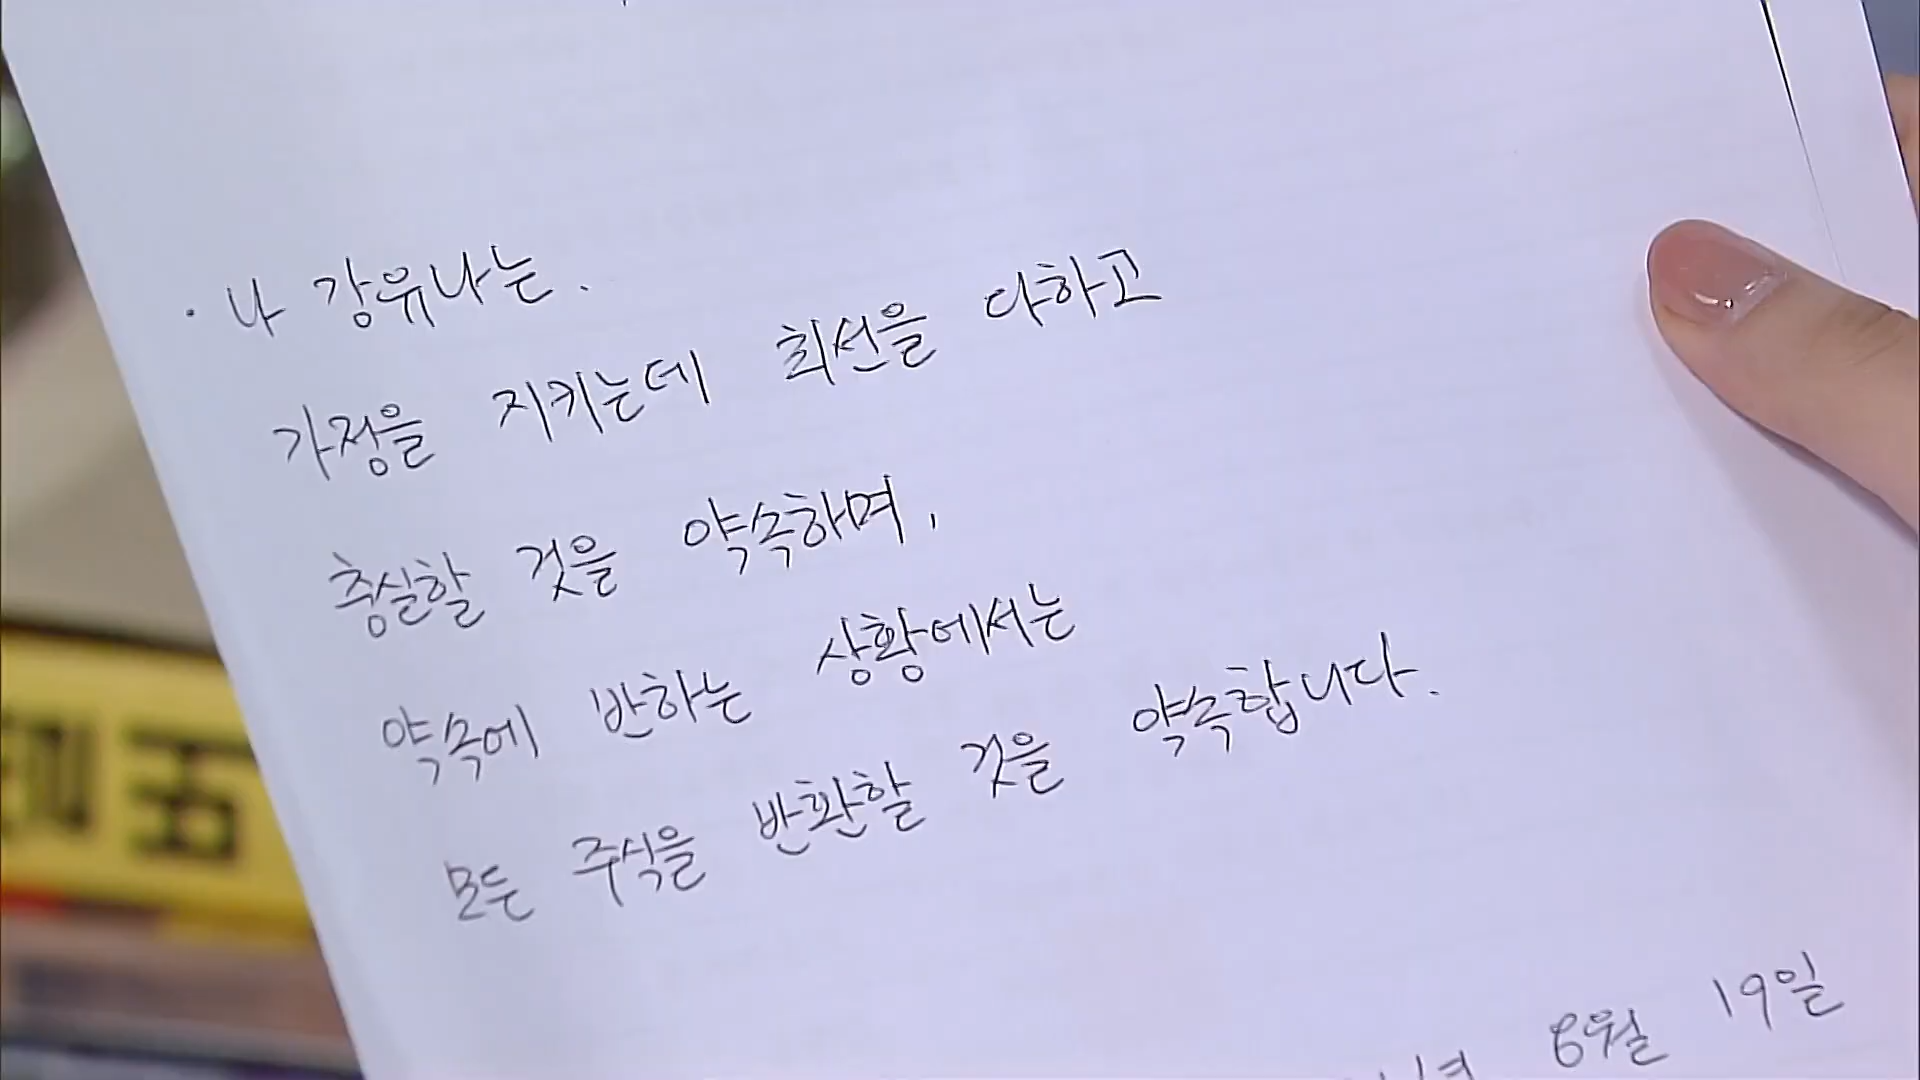 · 나 강유나는.
가정을 지키는데 최선을 다하고
충실할 것을 약속하며,
약속에 반하는 상황에서는
모든 주식을 반환할 것을 약속합니다.
년 8월 19일